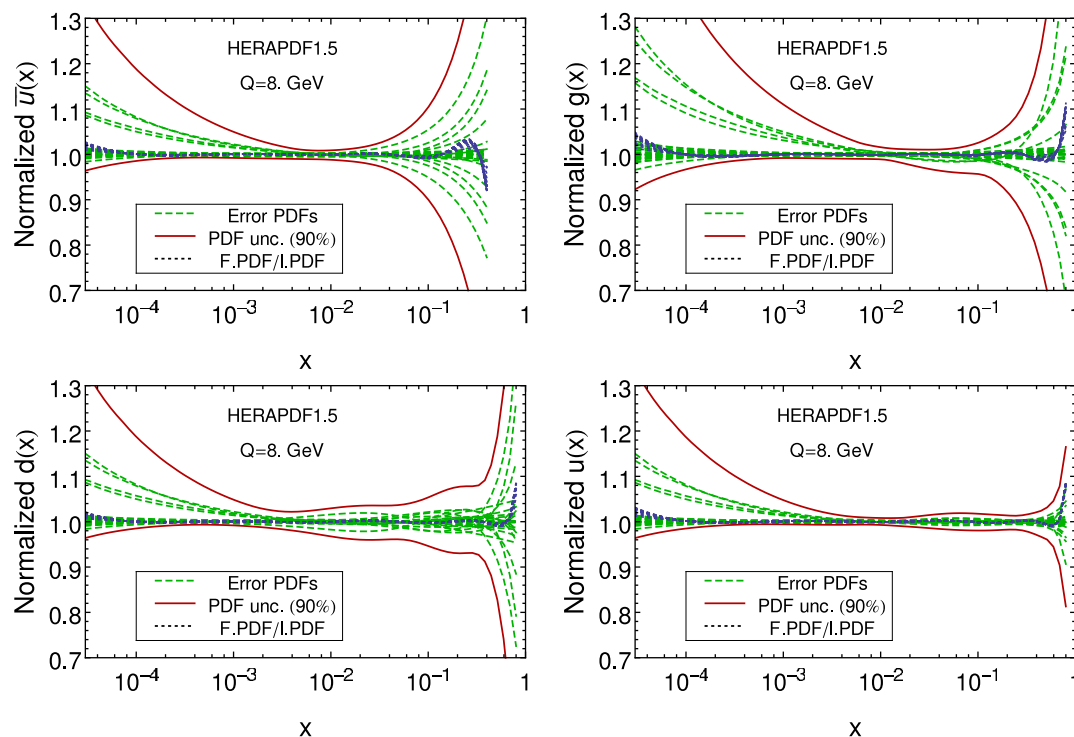 Normalized u̅(x)
1.3
1.2
1.1
1.0
0.9
0.8
0.7
HERAPDF1.5
Q=8. GeV
Error PDFs
PDF unc. (90%)
F.PDF/I.PDF
10⁻⁴ 10⁻³ 10⁻² 10⁻¹ 1
x
Normalized g(x)
1.3
1.2
1.1
1.0
0.9
0.8
0.7
HERAPDF1.5
Q=8. GeV
Error PDFs
PDF unc. (90%)
F.PDF/I.PDF
10⁻⁴ 10⁻³ 10⁻² 10⁻¹ 1
x
Normalized d(x)
1.3
1.2
1.1
1.0
0.9
0.8
0.7
HERAPDF1.5
Q=8. GeV
Error PDFs
PDF unc. (90%)
F.PDF/I.PDF
10⁻⁴ 10⁻³ 10⁻² 10⁻¹ 1
x
Normalized u(x)
1.3
1.2
1.1
1.0
0.9
0.8
0.7
HERAPDF1.5
Q=8. GeV
Error PDFs
PDF unc. (90%)
F.PDF/I.PDF
10⁻⁴ 10⁻³ 10⁻² 10⁻¹ 1
x